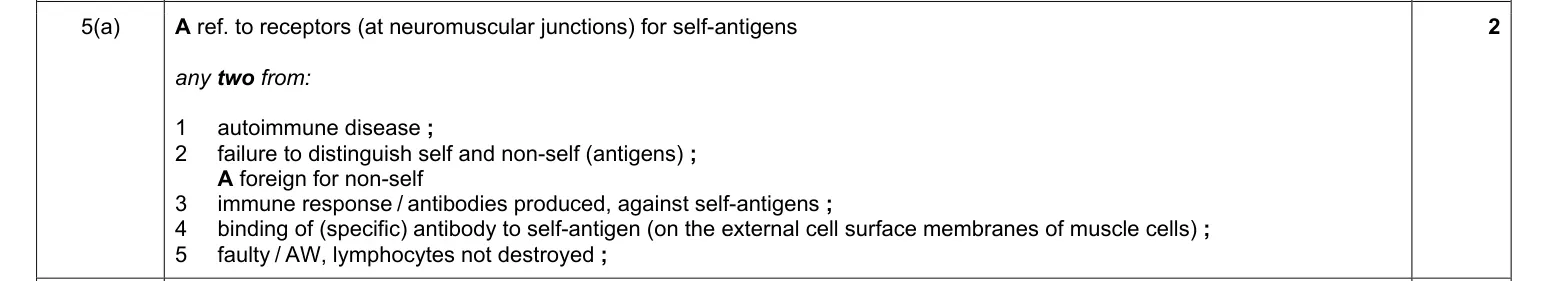 5(a) A ref. to receptors (at neuromuscular junctions) for self-antigens 2
any two from:
1 autoimmune disease ;
2 failure to distinguish self and non-self (antigens) ;
A foreign for non-self
3 immune response / antibodies produced, against self-antigens ;
4 binding of (specific) antibody to self-antigen (on the external cell surface membranes of muscle cells) ;
5 faulty / AW, lymphocytes not destroyed ;